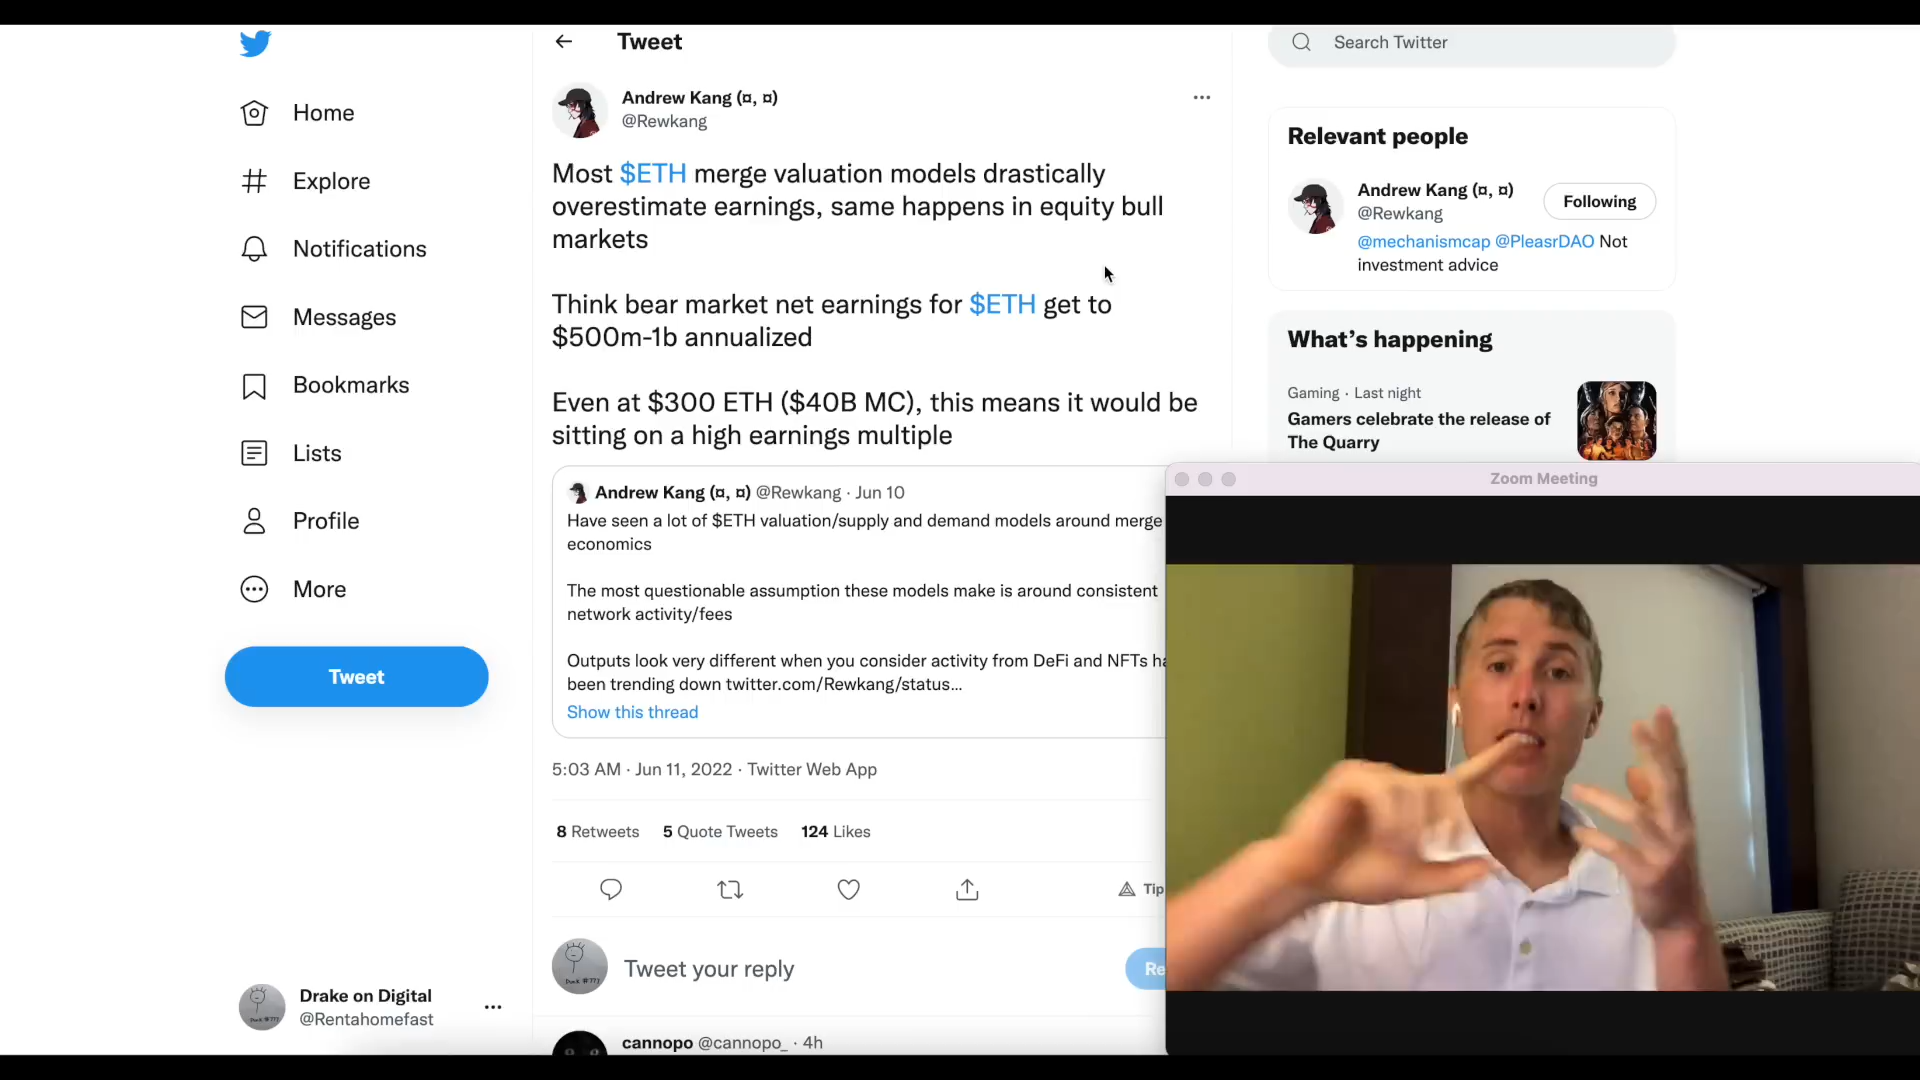 Home
Explore
Notifications
Messages
Bookmarks
Lists
Profile
More
Tweet
Drake on Digital
@Rentahomefast
Tweet
Andrew Kang (¤, ¤)
@Rewkang
Most $ETH merge valuation models drastically
overestimate earnings, same happens in equity bull
markets
Think bear market net earnings for $ETH get to
$500m-1b annualized
Even at $300 ETH ($40B MC), this means it would be
sitting on a high earnings multiple
Andrew Kang (¤, ¤) @Rewkang · Jun 10
Have seen a lot of $ETH valuation/supply and demand models around merge
economics
The most questionable assumption these models make is around consistent
network activity/fees
Outputs look very different when you consider activity from DeFi and NFTs ha
been trending down twitter.com/Rewkang/status...
Show this thread
5:03 AM · Jun 11, 2022 · Twitter Web App
8 Retweets 5 Quote Tweets 124 Likes
Tip
Tweet your reply
Re
cannopo @cannopo_ · 4h
Search Twitter
Relevant people
Andrew Kang (¤, ¤)
@Rewkang
Following
@mechanismcap @PleasrDAO Not
investment advice
What's happening
Gaming · Last night
Gamers celebrate the release of
The Quarry
Zoom Meeting